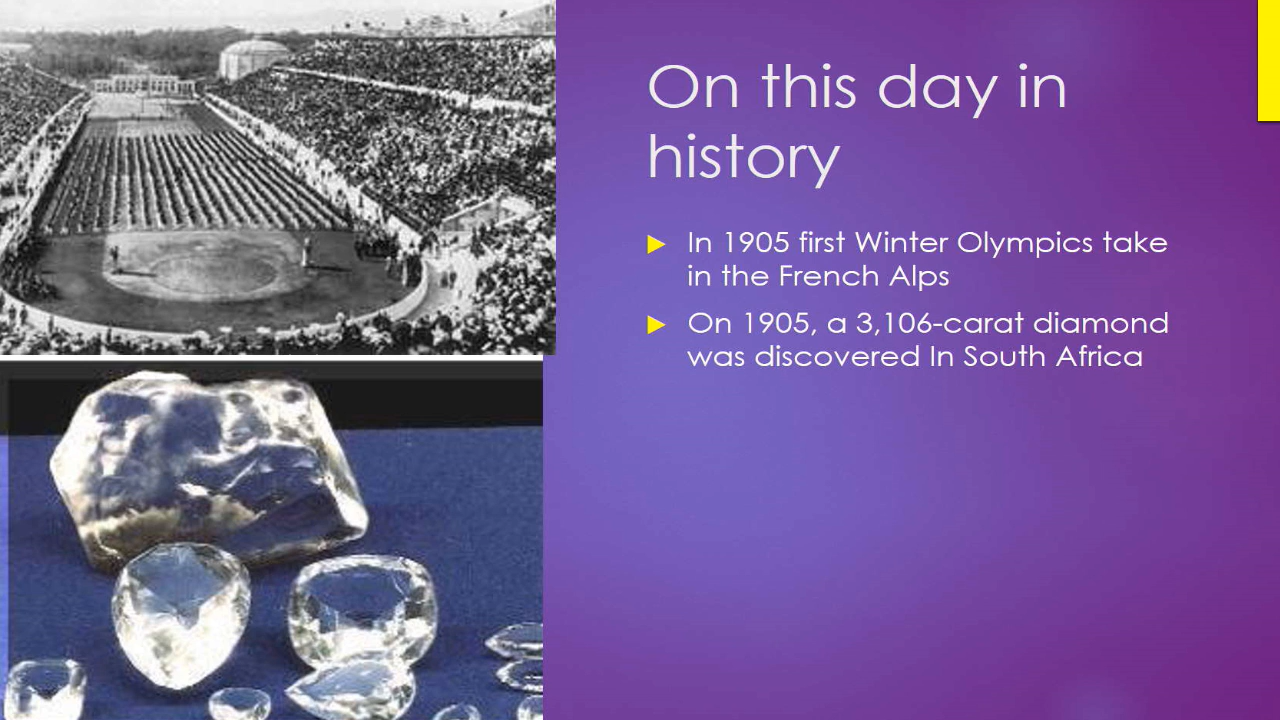 On this day in
history
In 1905 first Winter Olympics take
in the French Alps
On 1905, a 3,106-carat diamond
was discovered In South Africa